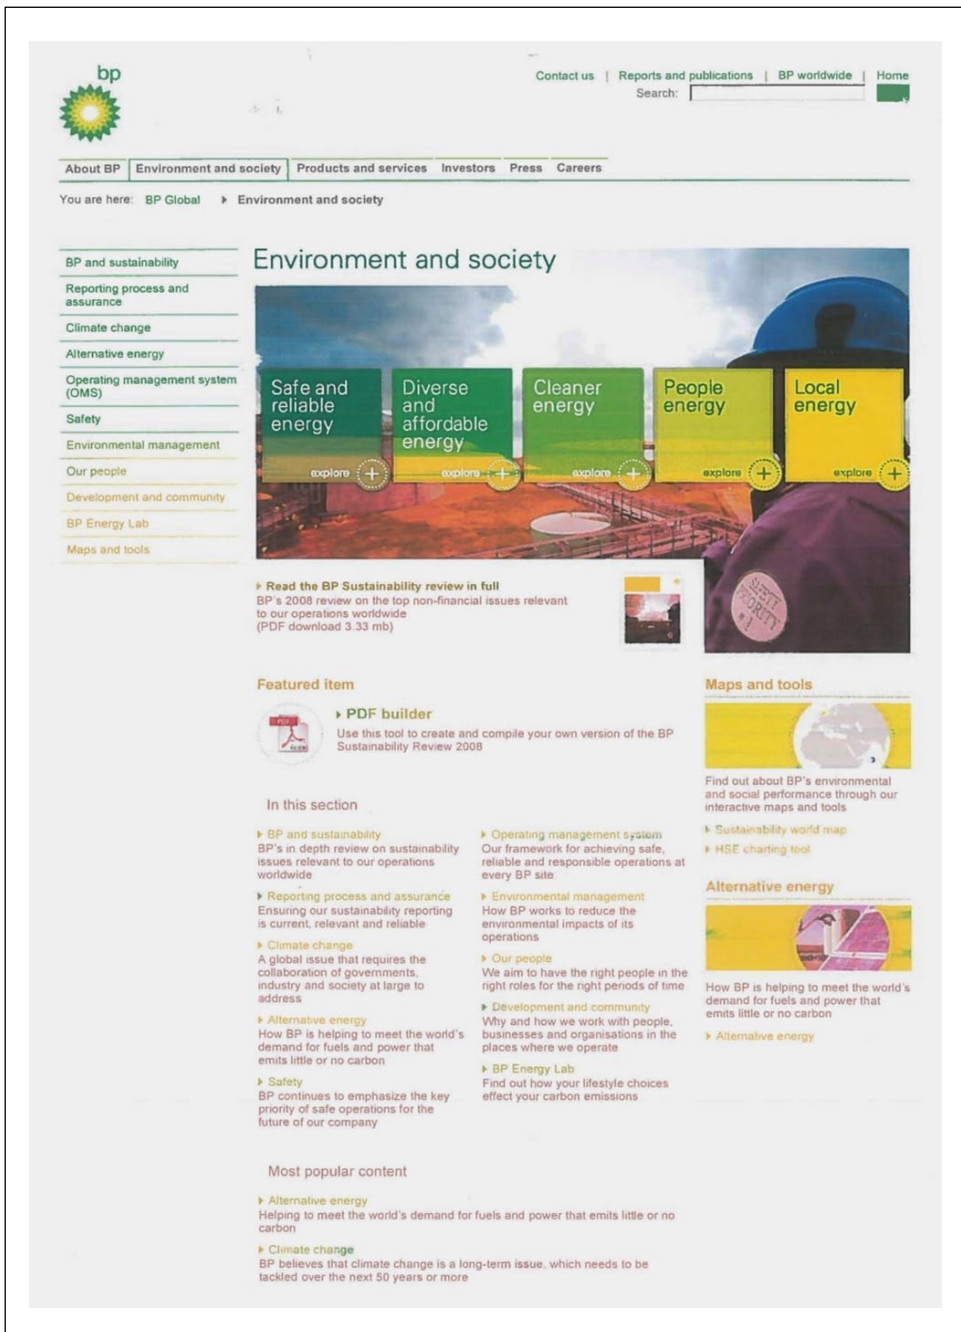 bp
Contact us | Reports and publications | BP worldwide | Home
Search:
About BP Environment and society Products and services Investors Press Careers
You are here: BP Global Environment and society
BP and sustainability
Reporting process and
assurance
Climate change
Alternative energy
Operating management system
(OMS)
Safety
Environmental management
Our people
Development and community
BP Energy Lab
Maps and tools
Environment and society
Safe and
reliable
energy
explore +
Diverse
and
affordable
energy
explore +
Cleaner
energy
explore +
People
energy
explore +
Local
energy
explore +
SAFETY
PRIORITY
# 1
Read the BP Sustainability review in full
BP's 2008 review on the top non-financial issues relevant
to our operations worldwide
(PDF download 3.33 mb)
Featured item
PDF
PDF builder
Use this tool to create and compile your own version of the BP
Sustainability Review 2008
In this section
BP and sustainability
BP's in depth review on sustainability
issues relevant to our operations
worldwide
Reporting process and assurance
Ensuring our sustainability reporting
is current, relevant and reliable
Climate change
A global issue that requires the
collaboration of governments,
industry and society at large to
address
Alternative energy
How BP is helping to meet the world's
demand for fuels and power that
emits little or no carbon
Safety
BP continues to emphasize the key
priority of safe operations for the
future of our company
Operating management system
Our framework for achieving safe,
reliable and responsible operations at
every BP site
Environmental management
How BP works to reduce the
environmental impacts of its
operations
Our people
We aim to have the right people in the
right roles for the right periods of time
Development and community
Why and how we work with people,
businesses and organisations in the
places where we operate
BP Energy Lab
Find out how your lifestyle choices
effect your carbon emissions
Maps and tools
Find out about BP's environmental
and social performance through our
interactive maps and tools
Sustainability world map
HSE charting tool
Alternative energy
How BP is helping to meet the world's
demand for fuels and power that
emits little or no carbon
Alternative energy
Most popular content
Alternative energy
Helping to meet the world's demand for fuels and power that emits little or no
carbon
Climate change
BP believes that climate change is a long-term issue, which needs to be
tackled over the next 50 years or more